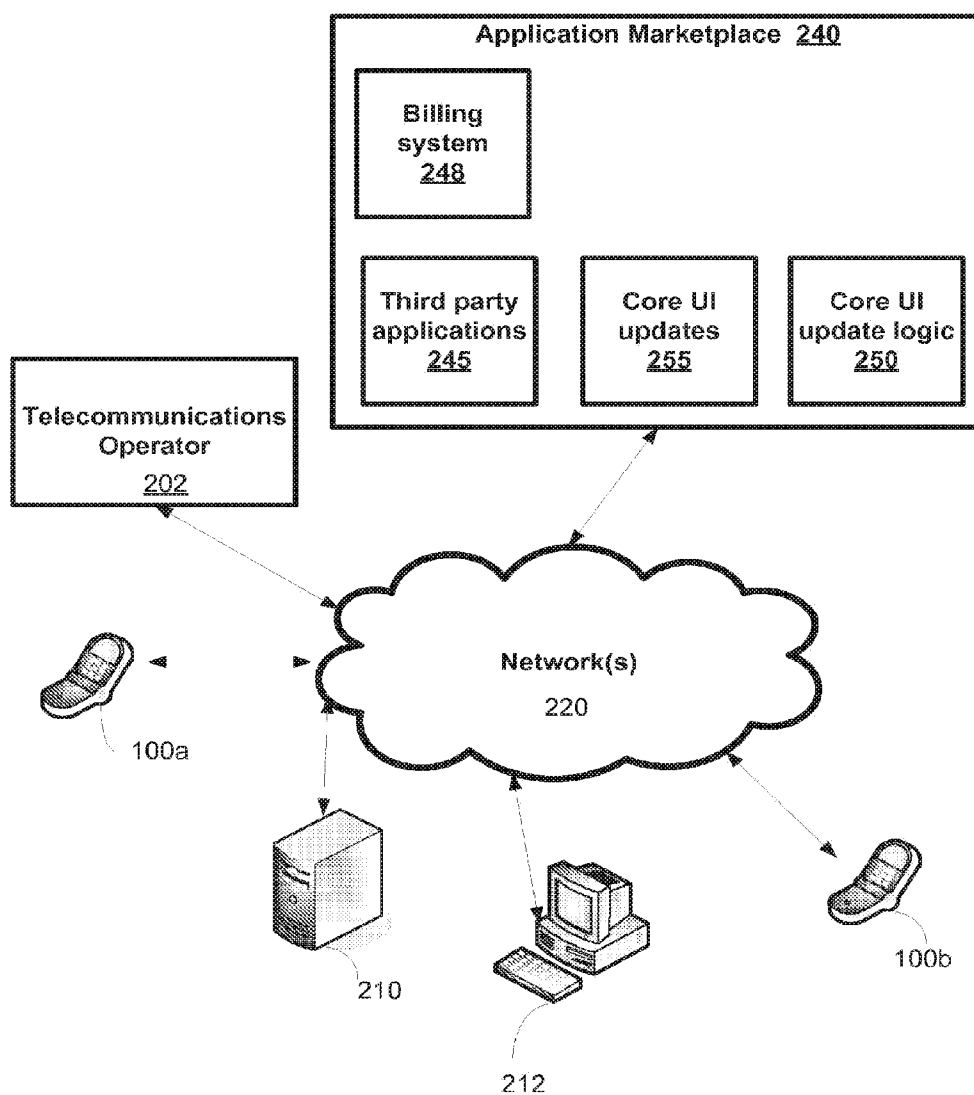 Application Marketplace 240
Billing
system
248
Third party
applications
245
Core UI
updates
255
Core UI
update logic
250
Telecommunications
Operator
202
Network(s)
220
100a
210
212
100b